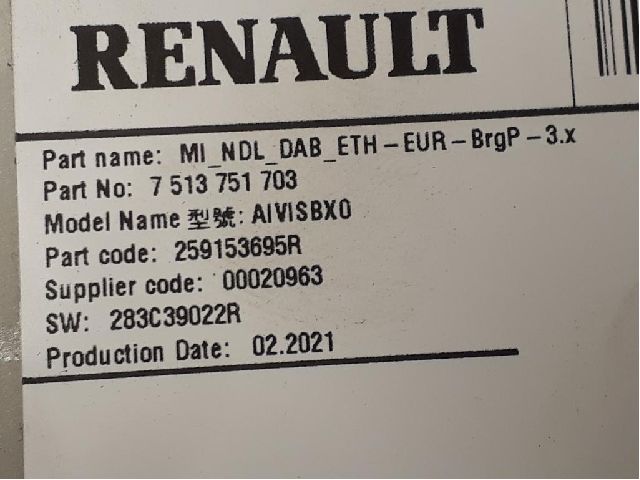 RENAULT
Part name: MI_NDL_DAB_ETH-EUR-BrgP-3.x
Part No: 7 513 751 703
Model Name 型號: AIVISBX0
Part code: 259153695R
Supplier code: 00020963
SW: 283C39022R
Production Date: 02.2021